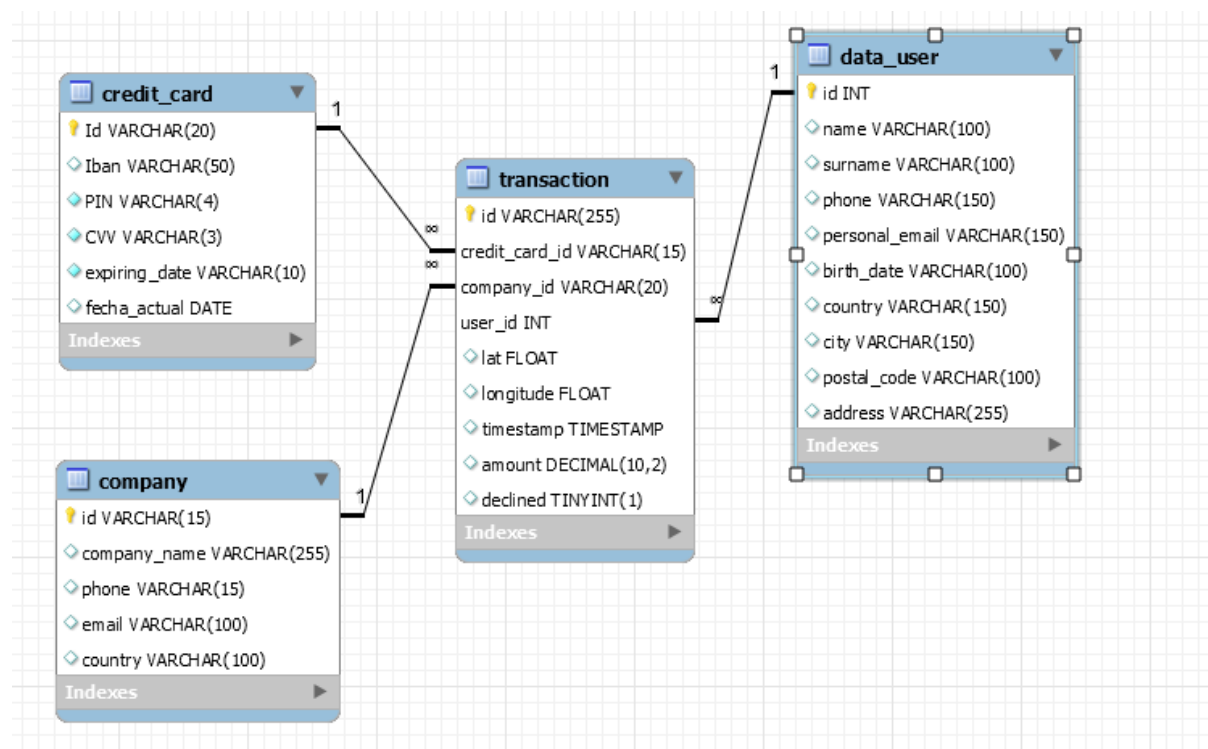 credit_card
Id VARCHAR(20)
Iban VARCHAR(50)
PIN VARCHAR(4)
CVV VARCHAR(3)
expiring_date VARCHAR(10)
fecha_actual DATE
Indexes
1
∞
∞
transaction
id VARCHAR(255)
credit_card_id VARCHAR(15)
company_id VARCHAR(20)
user_id INT
lat FLOAT
longitude FLOAT
timestamp TIMESTAMP
amount DECIMAL(10,2)
declined TINYINT(1)
Indexes
1
∞
data_user
id INT
name VARCHAR(100)
surname VARCHAR(100)
phone VARCHAR(150)
personal_email VARCHAR(150)
birth_date VARCHAR(100)
country VARCHAR(150)
city VARCHAR(150)
postal_code VARCHAR(100)
address VARCHAR(255)
Indexes
company
id VARCHAR(15)
company_name VARCHAR(255)
phone VARCHAR(15)
email VARCHAR(100)
country VARCHAR(100)
Indexes
1